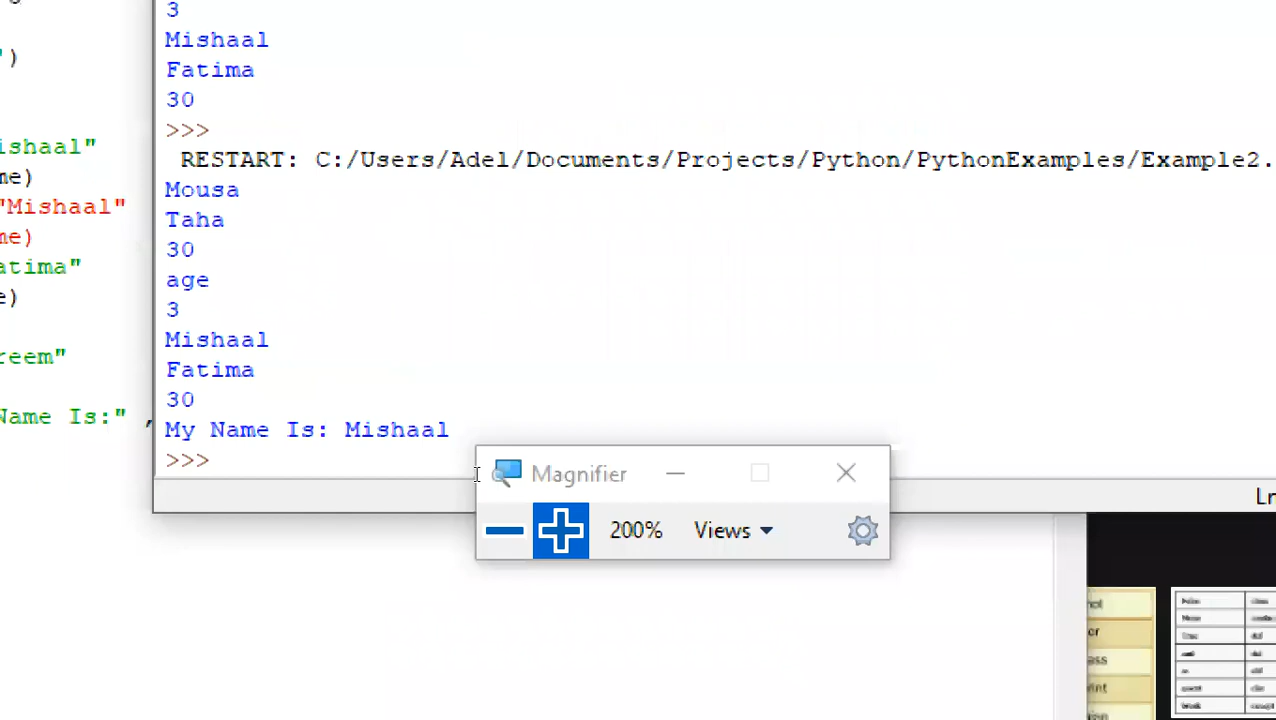 3
Mishaal
Fatima
30
>>>
RESTART: C:/Users/Adel/Documents/Projects/Python/PythonExamples/Example2.
Mousa
Taha
30
age
3
Mishaal
Fatima
30
My Name Is: Mishaal
>>>
')
ishaal"
me)
"Mishaal"
me)
atima"
e)
reem"
Name Is:" ,
Magnifier
200%
Views
Ln